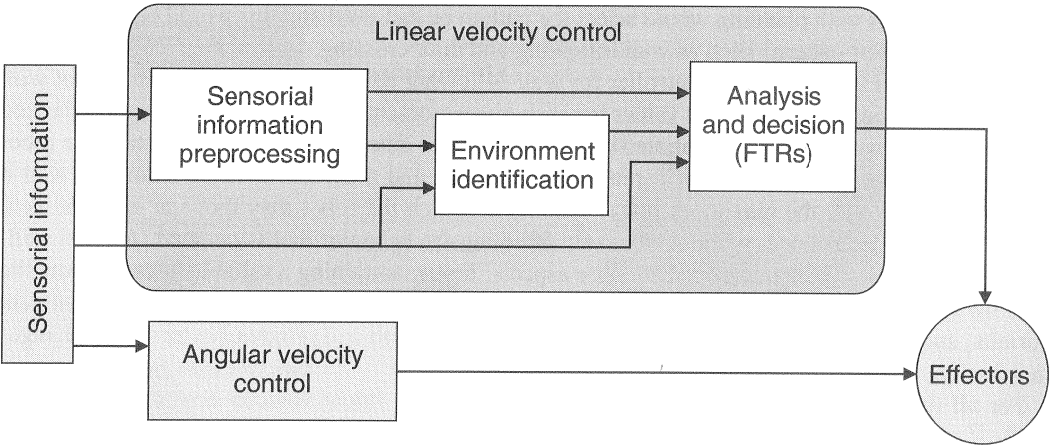 Linear velocity control
Sensorial information
Sensorial
information
preprocessing
Environment
identification
Analysis
and decision
(FTRs)
Angular velocity
control
Effectors